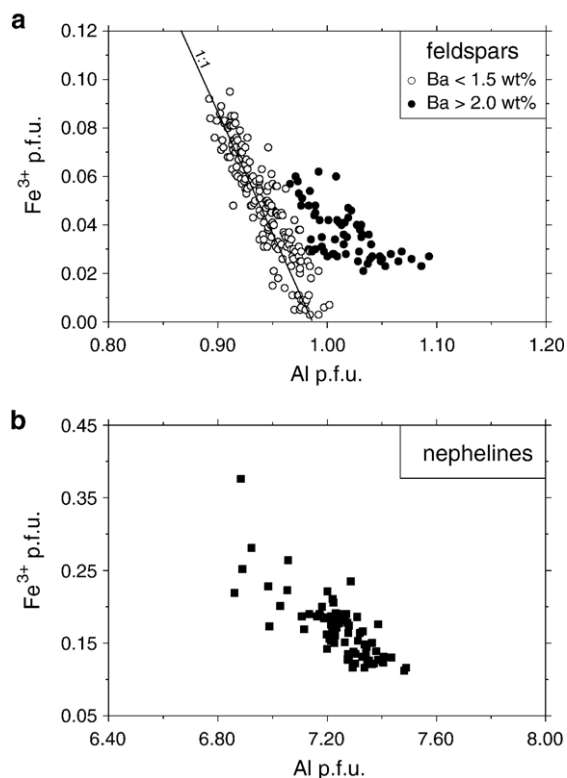 a
0.12
0.10
0.08
0.06
0.04
0.02
0.00
Fe3+ p.f.u.
1:1
feldspars
Ba < 1.5 wt%
Ba > 2.0 wt%
0.80
0.90
1.00
1.10
1.20
Al p.f.u.
b
0.45
0.35
0.25
0.15
0.05
Fe3+ p.f.u.
nephelines
6.40
6.80
7.20
7.60
8.00
Al p.f.u.